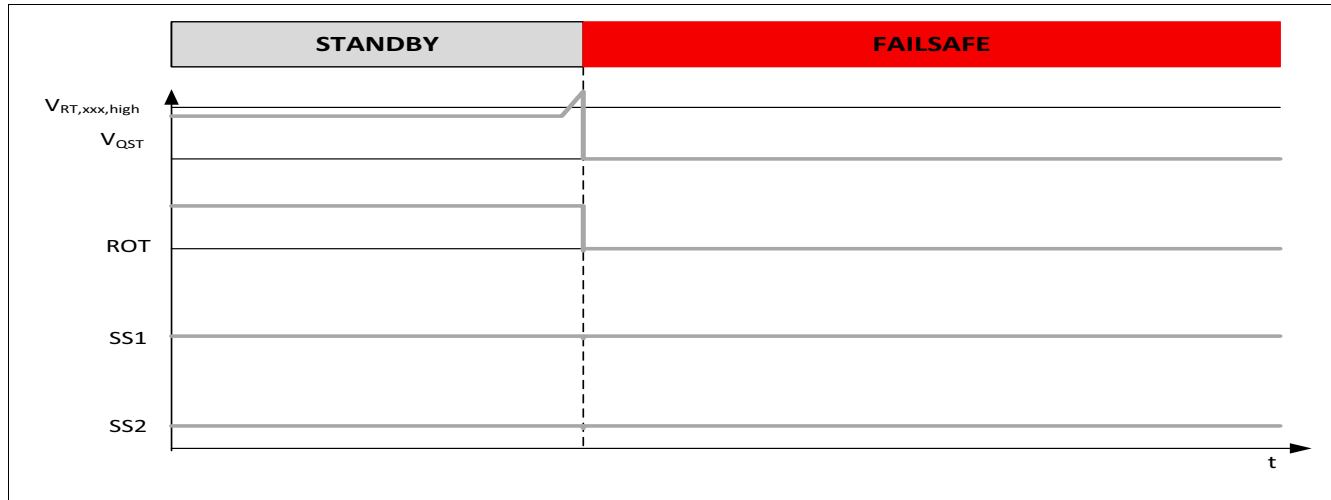 STANDBY FAILSAFE
VRT,xxx,high
VQST
ROT
SS1
SS2
t